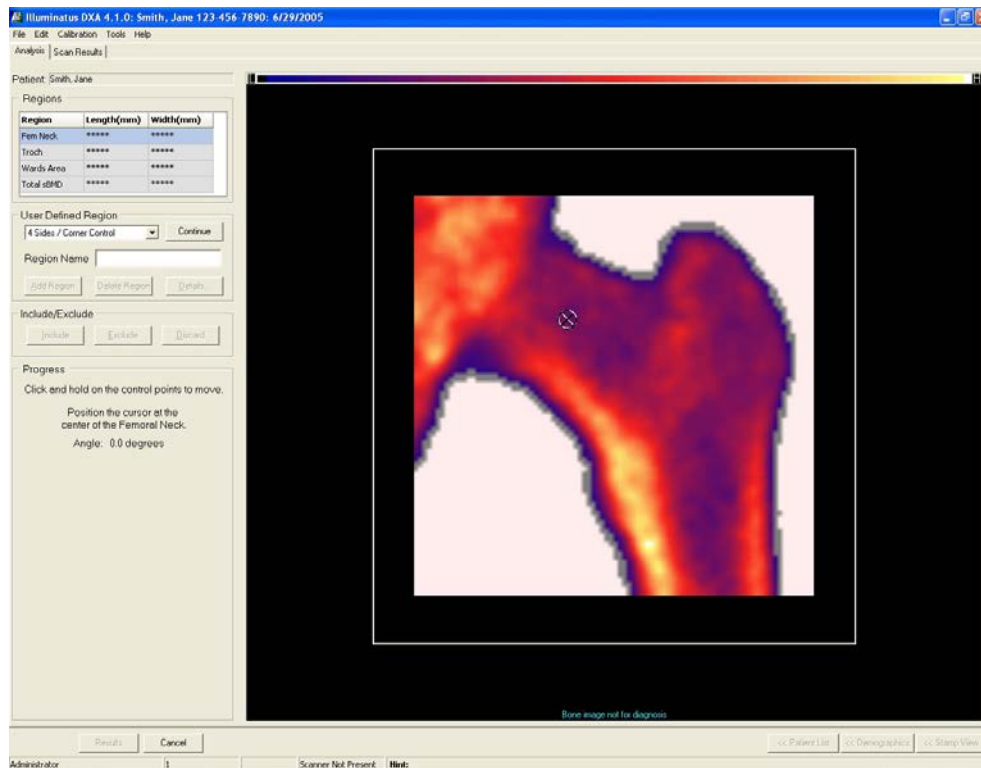 Illuminatus DXA 4.1.0: Smith, Jane 123-456-7890: 6/29/2005
File Edit Calibration Tools Help
Analysis Scan Results
Patient: Smith, Jane
Regions
Region Length(mm) Width(mm)
Fem Neck ***** *****
Troch ***** *****
Wards Area ***** *****
Total sBMD ***** *****
User Defined Region
4 Sides / Corner Control Continue
Region Name
Add Region Delete Region Details...
Include/Exclude
Include Exclude Discard
Progress
Click and hold on the control points to move.
Position the cursor at the
center of the Femoral Neck.
Angle: 0.0 degrees
Bone image not for diagnosis
Results Cancel << Patient List << Demographics << Stamp View
Administrator 1 Scanner Not Present Hint: